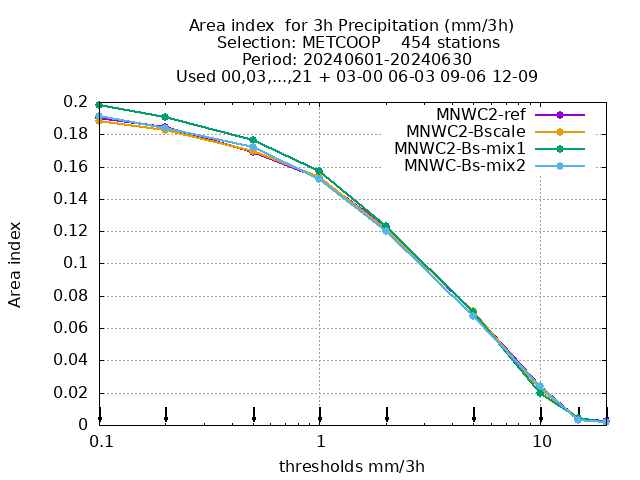 Area index  for 3h Precipitation (mm/3h)
Selection: METCOOP    454 stations
Period: 20240601-20240630
Used 00,03,...,21 + 03-00 06-03 09-06 12-09
MNWC2-ref
MNWC2-Bscale
MNWC2-Bs-mix1
MNWC-Bs-mix2
0.2
0.18
0.16
0.14
0.12
0.1
0.08
0.06
0.04
0.02
0
Area index
0.1 1 10
thresholds mm/3h